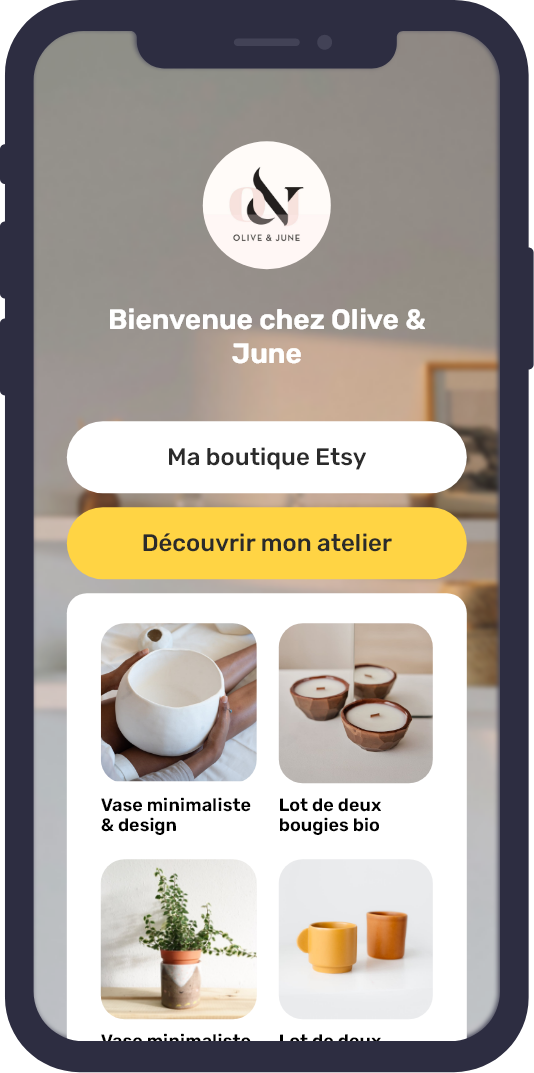 OLIVE & JUNE
Bienvenue chez Olive &
June
Ma boutique Etsy
Découvrir mon atelier
Vase minimaliste
& design
Lot de deux
bougies bio
Vase minimaliste
Lot de deux